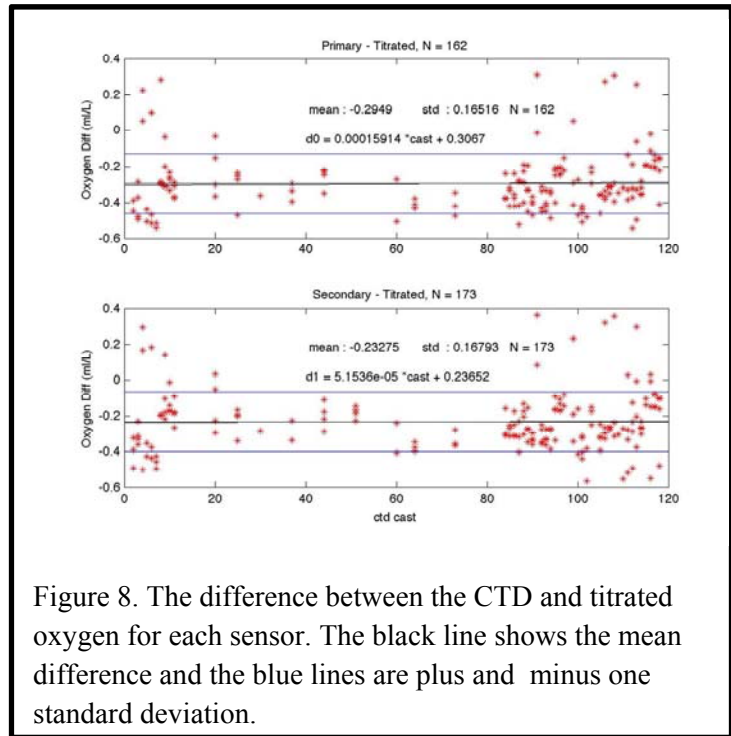 Primary - Titrated, N = 162
0.4
0.2
0
-0.2
-0.4
-0.6
Oxygen Diff (ml/L)
mean : -0.2949 std : 0.16516 N = 162
d0 = 0.00015914 *cast + 0.3067
0 20 40 60 80 100 120
Secondary - Titrated, N = 173
0.4
0.2
0
-0.2
-0.4
-0.6
Oxygen Diff (ml/L)
mean : -0.23275 std : 0.16793 N = 173
d1 = 5.1536e-05 *cast + 0.23652
0 20 40 60 80 100 120
ctd cast
Figure 8. The difference between the CTD and titrated
oxygen for each sensor. The black line shows the mean
difference and the blue lines are plus and minus one
standard deviation.